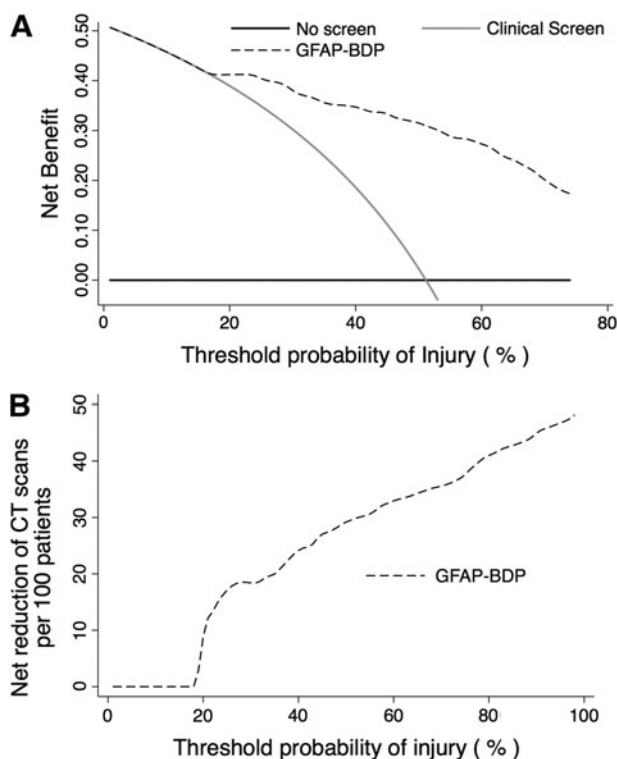 A
No screen
Clinical Screen
GFAP-BDP
Net Benefit
0.50
0.40
0.30
0.20
0.10
0.00
0 20 40 60 80
Threshold probability of Injury ( % )
B
Net reduction of CT scans
per 100 patients
50
40
30
20
10
0
GFAP-BDP
0 20 40 60 80 100
Threshold probability of injury ( % )